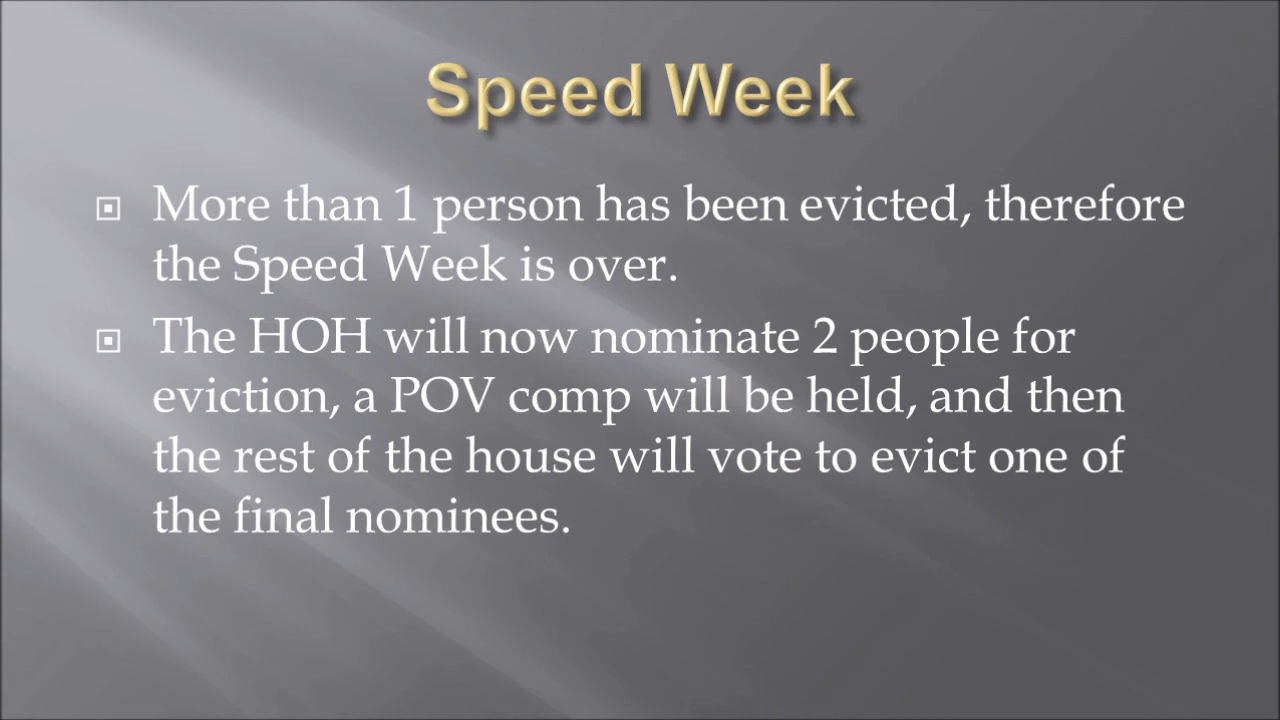 Speed Week
More than 1 person has been evicted, therefore
the Speed Week is over.
The HOH will now nominate 2 people for
eviction, a POV comp will be held, and then
the rest of the house will vote to evict one of
the final nominees.